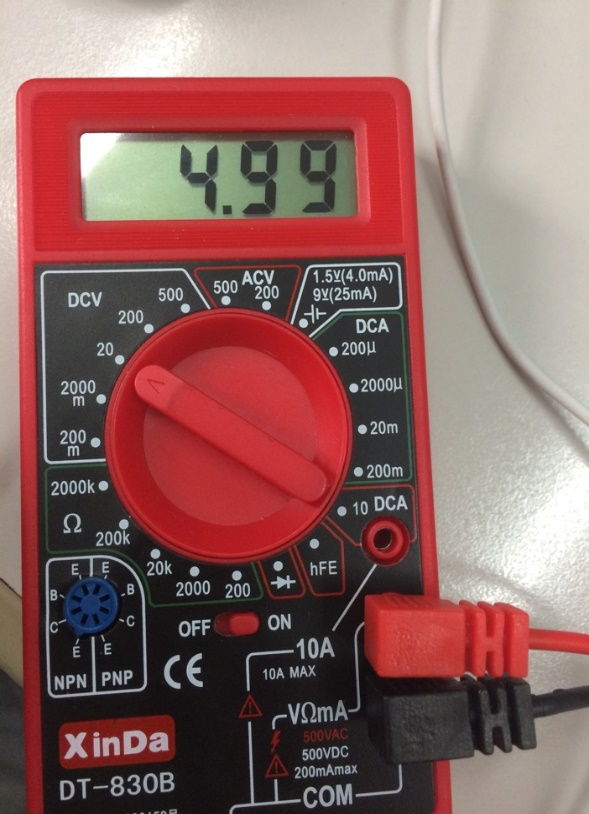 4.99
DCV
500
ACV
500
200
1.5V(4.0mA)
9V(25mA)
200
DCA
20
200μ
2000
m
2000μ
200
m
20m
200m
2000k
10 DCA
Ω
200k
20k
2000
200
hFE
E E
B B
C C
E E
NPN PNP
OFF ON
CE
10A
10A MAX
VΩmA
500VAC
500VDC
200mAmax
COM
XinDa
DT-830B